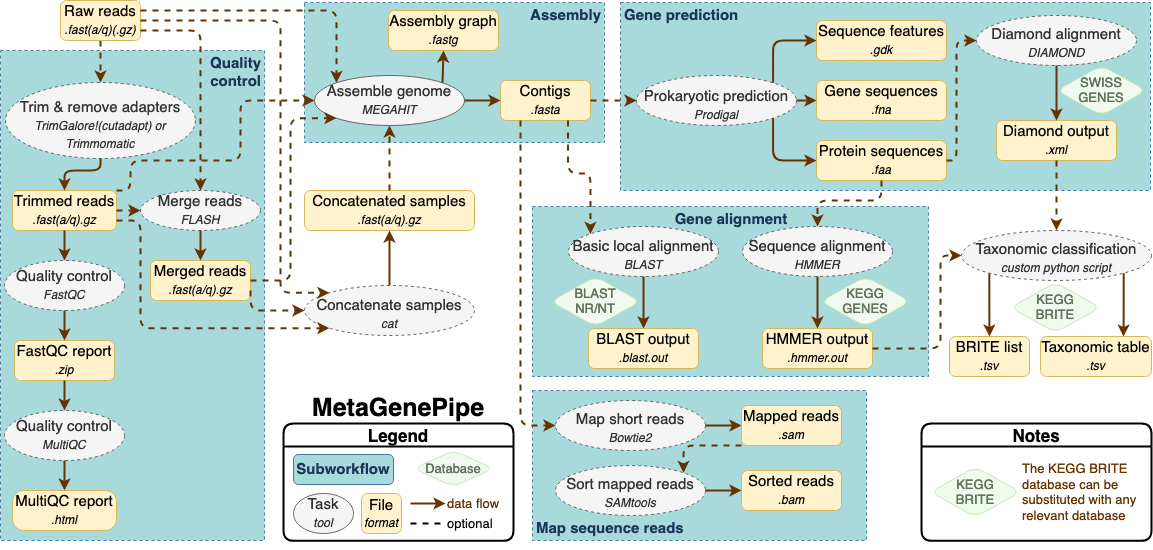 Raw reads
.fast(a/q)(.gz)
Quality
control
Trim & remove adapters
TrimGalore!(cutadapt) or
Trimmomatic
Trimmed reads
.fast(a/q).gz
Merge reads
FLASH
Quality control
FastQC
Merged reads
.fast(a/q).gz
FastQC report
.zip
Quality control
MultiQC
MultiQC report
.html
Assembly
Assembly graph
.fastg
Assemble genome
MEGAHIT
Contigs
.fasta
Concatenated samples
.fast(a/q).gz
Concatenate samples
cat
Gene prediction
Prokaryotic prediction
Prodigal
Sequence features
.gdk
Gene sequences
.fna
Protein sequences
.faa
Diamond alignment
DIAMOND
SWISS
GENES
Diamond output
.xml
Gene alignment
Basic local alignment
BLAST
BLAST
NR/NT
BLAST output
.blast.out
Sequence alignment
HMMER
KEGG
GENES
HMMER output
.hmmer.out
Taxonomic classification
custom python script
KEGG
BRITE
BRITE list
.tsv
Taxonomic table
.tsv
Map short reads
Bowtie2
Mapped reads
.sam
Sort mapped reads
SAMtools
Sorted reads
.bam
Map sequence reads
MetaGenePipe
Legend
Subworkflow
Database
Task
tool
File
format
data flow
optional
Notes
KEGG
BRITE
The KEGG BRITE
database can be
substituted with any
relevant database